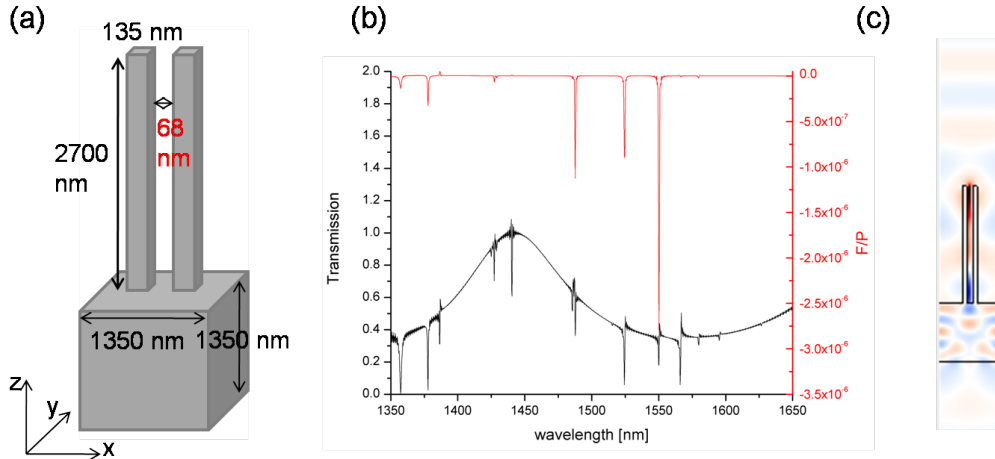 (a)
135 nm
68
nm
2700
nm
1350 nm
1350 nm
z
y
x
(b)
2.0
1.8
1.6
1.4
1.2
1.0
0.8
0.6
0.4
0.2
0.0
Transmission
1350
1400
1450
1500
1550
1600
1650
wavelength [nm]
0.0
-5.0x10⁻⁷
-1.0x10⁻⁶
-1.5x10⁻⁶
-2.0x10⁻⁶
-2.5x10⁻⁶
-3.0x10⁻⁶
-3.5x10⁻⁶
F/P
(c)